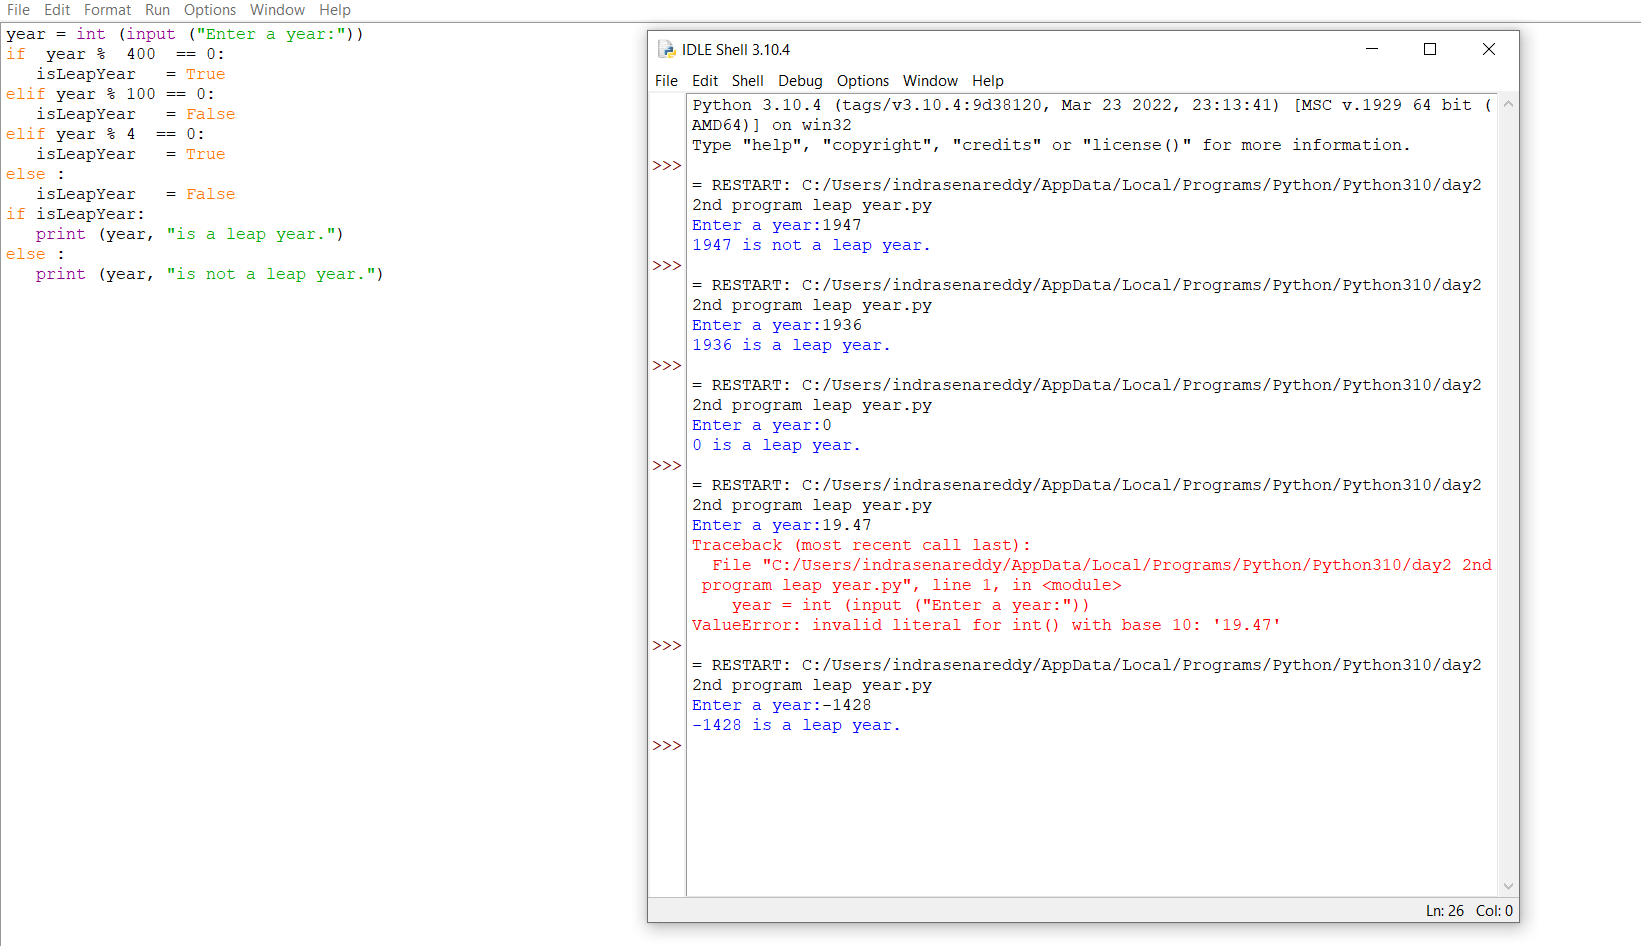 File Edit Format Run Options Window Help
year = int (input ("Enter a year:"))
if  year %  400  == 0:
   isLeapYear   = True
elif year % 100 == 0:
   isLeapYear   = False
elif year % 4  == 0:
   isLeapYear   = True
else :
   isLeapYear   = False
if isLeapYear:
   print (year, "is a leap year.")
else :
   print (year, "is not a leap year.")
IDLE Shell 3.10.4
File Edit Shell Debug Options Window Help
Python 3.10.4 (tags/v3.10.4:9d38120, Mar 23 2022, 23:13:41) [MSC v.1929 64 bit (
AMD64)] on win32
Type "help", "copyright", "credits" or "license()" for more information.
>>>
= RESTART: C:/Users/indrasenareddy/AppData/Local/Programs/Python/Python310/day2
2nd program leap year.py
Enter a year:1947
1947 is not a leap year.
>>>
= RESTART: C:/Users/indrasenareddy/AppData/Local/Programs/Python/Python310/day2
2nd program leap year.py
Enter a year:1936
1936 is a leap year.
>>>
= RESTART: C:/Users/indrasenareddy/AppData/Local/Programs/Python/Python310/day2
2nd program leap year.py
Enter a year:0
0 is a leap year.
>>>
= RESTART: C:/Users/indrasenareddy/AppData/Local/Programs/Python/Python310/day2
2nd program leap year.py
Enter a year:19.47
Traceback (most recent call last):
  File "C:/Users/indrasenareddy/AppData/Local/Programs/Python/Python310/day2 2nd
 program leap year.py", line 1, in <module>
    year = int (input ("Enter a year:"))
ValueError: invalid literal for int() with base 10: '19.47'
>>>
= RESTART: C:/Users/indrasenareddy/AppData/Local/Programs/Python/Python310/day2
2nd program leap year.py
Enter a year:-1428
-1428 is a leap year.
>>>
Ln: 26 Col: 0